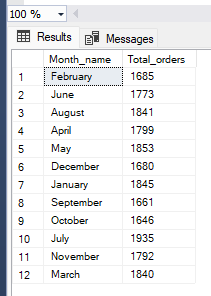 100 %
Results Messages
Month_name Total_orders
1 February 1685
2 June 1773
3 August 1841
4 April 1799
5 May 1853
6 December 1680
7 January 1845
8 September 1661
9 October 1646
10 July 1935
11 November 1792
12 March 1840